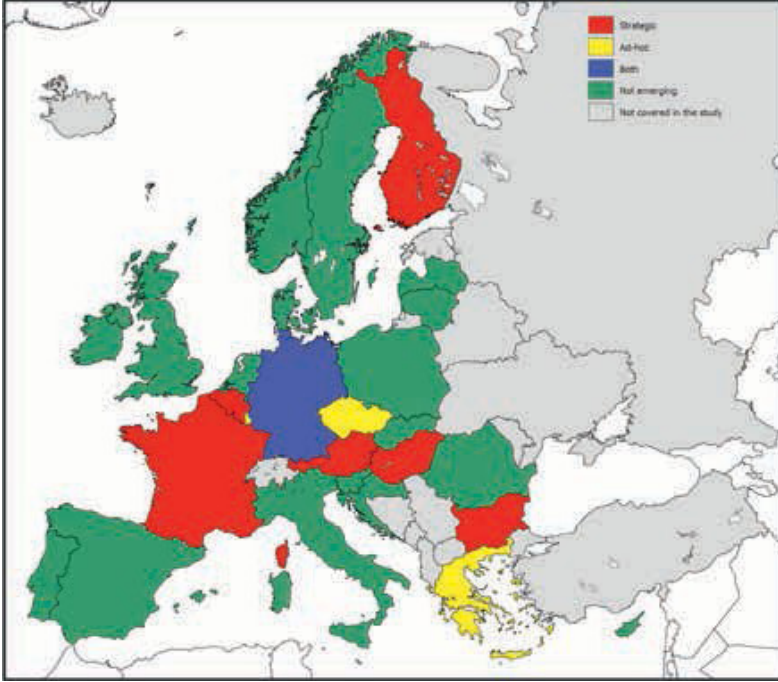 Strategic
Ad-hoc
Both
Not emerging
Not covered in the study